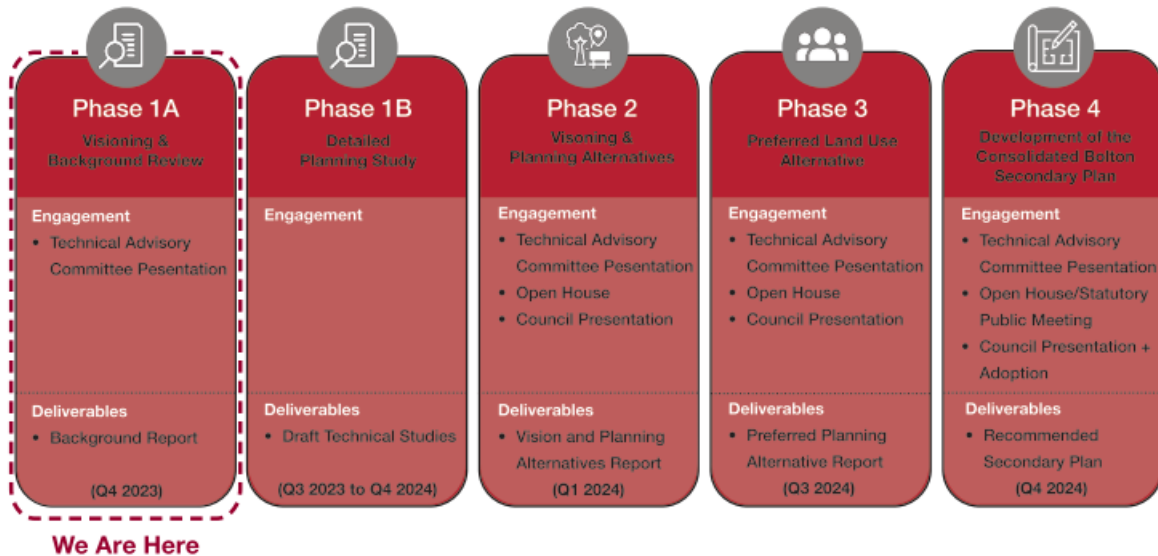 Phase 1A
Visioning &
Background Review
Engagement
• Technical Advisory
Committee Pesentation
Deliverables
• Background Report
(Q4 2023)
We Are Here
Phase 1B
Detailed
Planning Study
Engagement
Deliverables
• Draft Technical Studies
(Q3 2023 to Q4 2024)
Phase 2
Visoning &
Planning Alternatives
Engagement
• Technical Advisory
Committee Pesentation
• Open House
• Council Presentation
Deliverables
• Vision and Planning
Alternatives Report
(Q1 2024)
Phase 3
Preferred Land Use
Alternative
Engagement
• Technical Advisory
Committee Pesentation
• Open House
• Council Presentation
Deliverables
• Preferred Planning
Alternative Report
(Q3 2024)
Phase 4
Development of the
Consolidated Bolton
Secondary Plan
Engagement
• Technical Advisory
Committee Pesentation
• Open House/Statutory
Public Meeting
• Council Presentation +
Adoption
Deliverables
• Recommended
Secondary Plan
(Q4 2024)